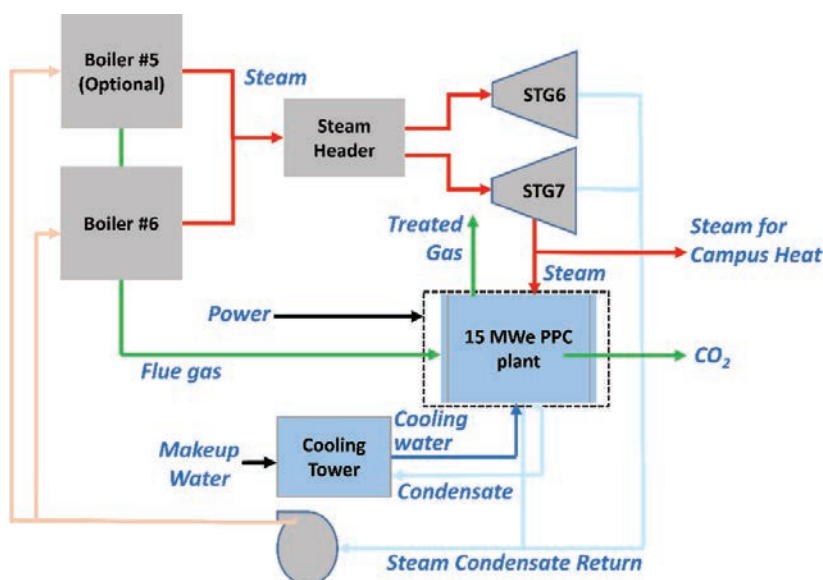 Boiler #5
(Optional)
Steam
STG6
Steam
Header
STG7
Boiler #6
Treated
Gas
Steam for
Campus Heat
Steam
Power
15 MWe PPC
plant
CO₂
Flue gas
Cooling
water
Makeup
Water
Cooling
Tower
Condensate
Steam Condensate Return